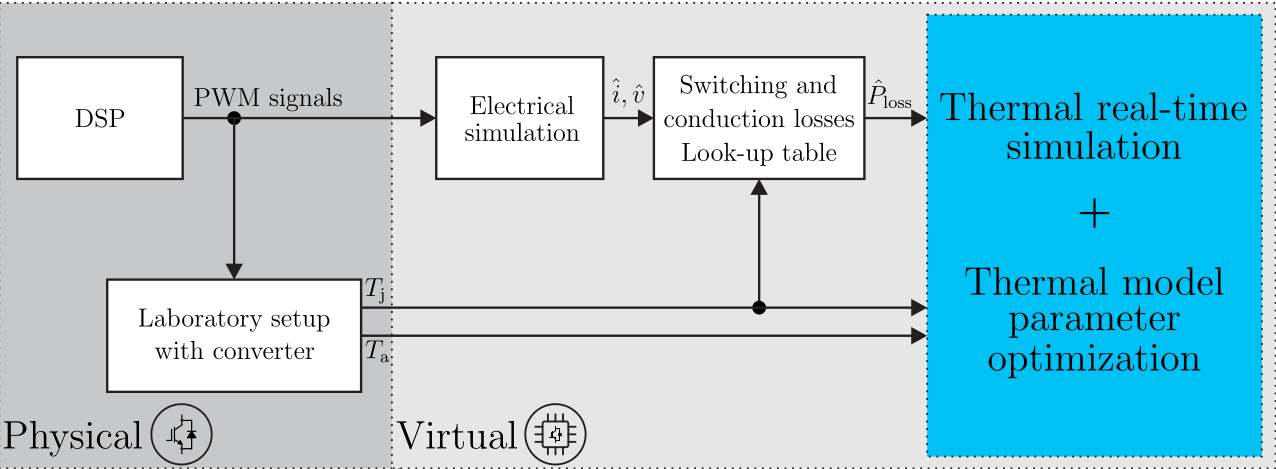 DSP
PWM signals
Electrical
simulation
î, v̂
Switching and
conduction losses
Look-up table
P̂loss
Thermal real-time
simulation
+
Thermal model
parameter
optimization
Laboratory setup
with converter
Tj
Ta
Physical
Virtual